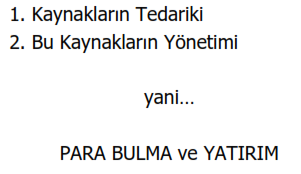 1. Kaynakların Tedariki
2. Bu Kaynakların Yönetimi
yani...
PARA BULMA ve YATIRIM